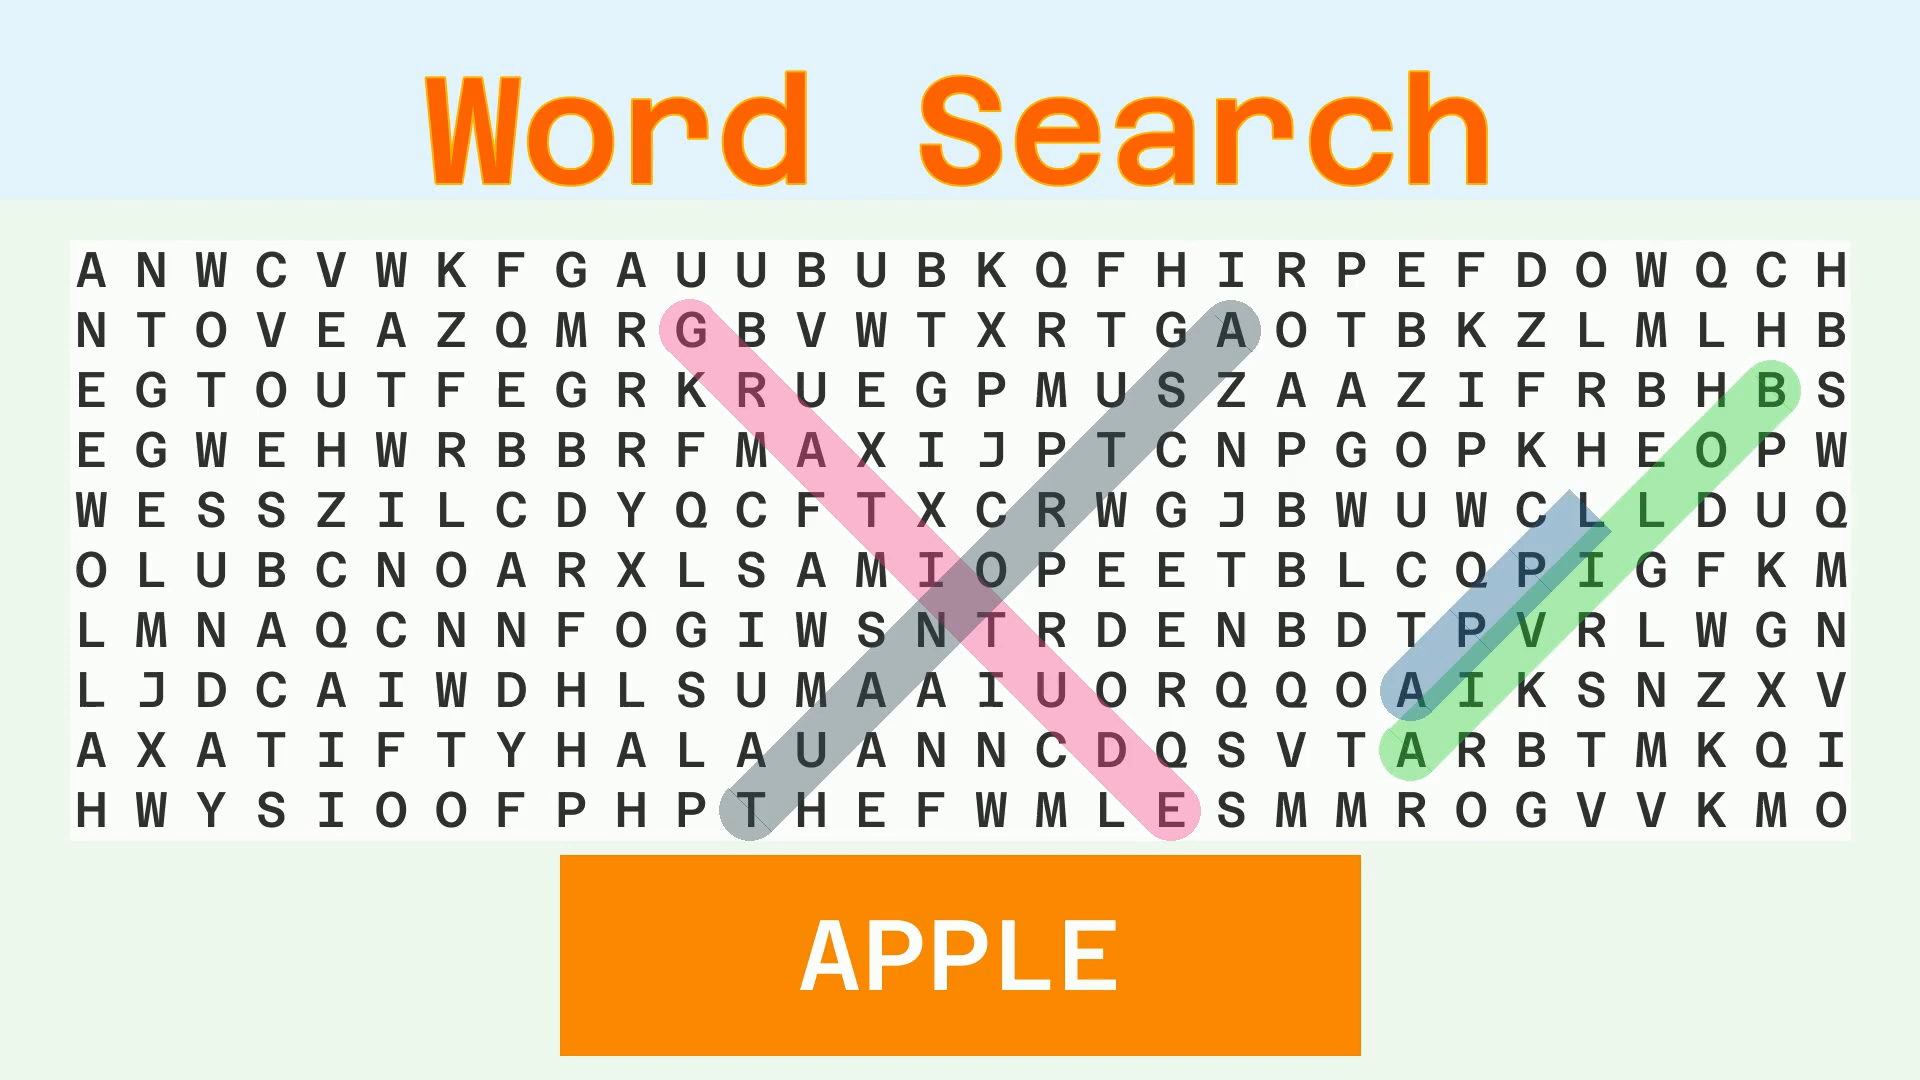 Word Search
A N W C V W K F G A U U B U B K Q F H I R P E F D O W Q C H
N T O V E A Z Q M R G B V W T X R T G A O T B K Z L M L H B
E G T O U T F E G R K R U E G P M U S Z A A Z I F R B H B S
E G W E H W R B B R F M A X I J P T C N P G O P K H E O P W
W E S S Z I L C D Y Q C F T X C R W G J B W U W C L L D U Q
O L U B C N O A R X L S A M I O P E E T B L C Q P I G F K M
L M N A Q C N N F O G I W S N T R D E N B D T P V R L W G N
L J D C A I W D H L S U M A A I U O R Q Q O A I K S N Z X V
A X A T I F T Y H A L A U A N N C D Q S V T A R B T M K Q I
H W Y S I O O F P H P T H E F W M L E S M M R O G V V K M O
APPLE